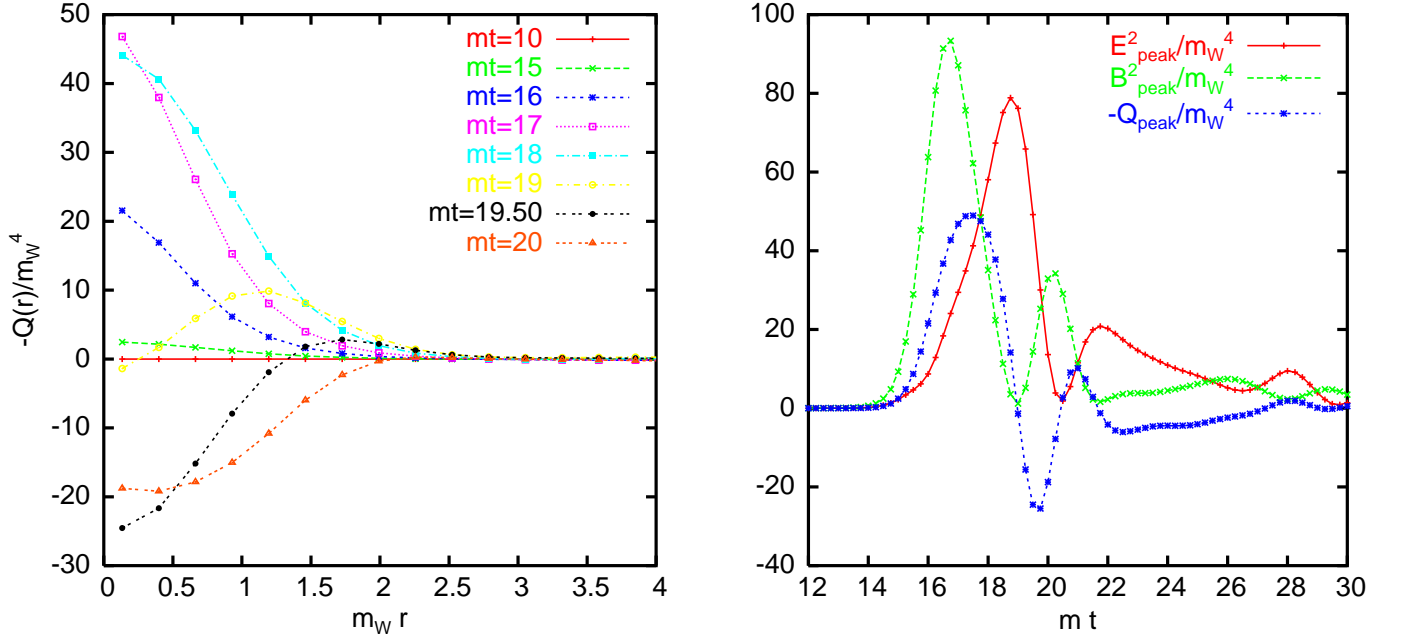 50
40
30
20
10
0
-10
-20
-30
-Q(r)/m_W^4
0
0.5
1
1.5
2
2.5
3
3.5
4
m_W r
mt=10
mt=15
mt=16
mt=17
mt=18
mt=19
mt=19.50
mt=20
100
80
60
40
20
0
-20
-40
12
14
16
18
20
22
24
26
28
30
m t
E^2_peak/m_W^4
B^2_peak/m_W^4
-Q_peak/m_W^4